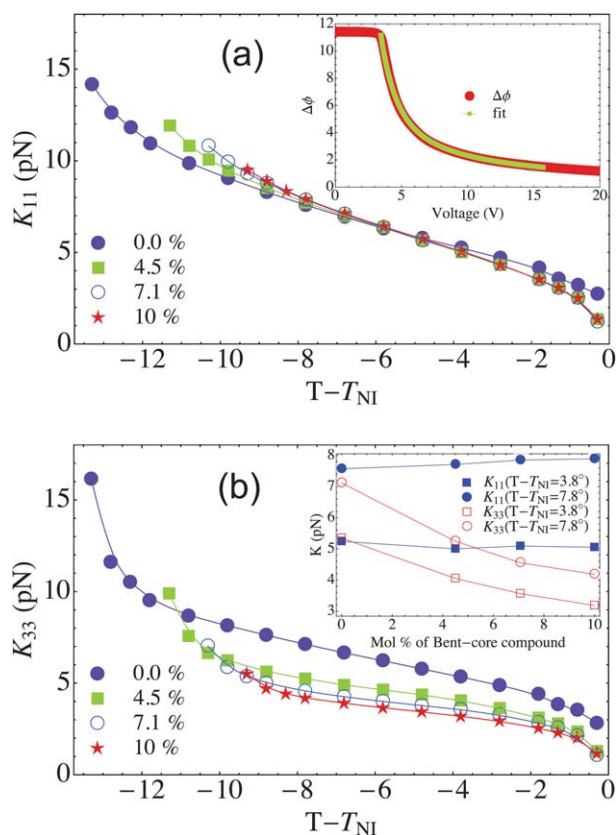 (a)
K11 (pN)
15
10
5
0
0.0 %
4.5 %
7.1 %
10 %
−12 −10 −8 −6 −4 −2 0
T−TNI
Δϕ
12
10
8
6
4
2
0
0 5 10 15 20
Voltage (V)
Δϕ
fit
(b)
K33 (pN)
15
10
5
0
0.0 %
4.5 %
7.1 %
10 %
−12 −10 −8 −6 −4 −2 0
T−TNI
K (pN)
8
7
6
5
4
3
K11(T−TNI=3.8°)
K11(T−TNI=7.8°)
K33(T−TNI=3.8°)
K33(T−TNI=7.8°)
0 2 4 6 8 10
Mol % of Bent−core compound